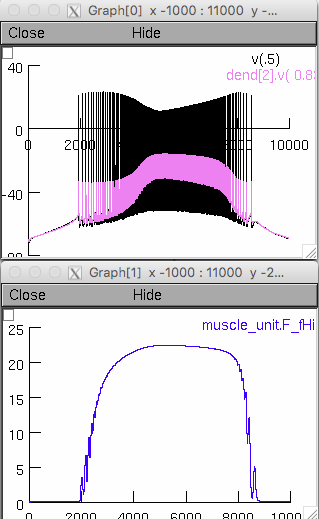 Graph[0] x -1000 : 11000 y -...
Close Hide
40
v(.5)
dend[2].v( 0.8
0 2000 4000 6000 8000 10000
-40
-80
Graph[1] x -1000 : 11000 y -2...
Close Hide
25
muscle_unit.F_fHi
20
15
10
5
0
0 2000 4000 6000 8000 1000